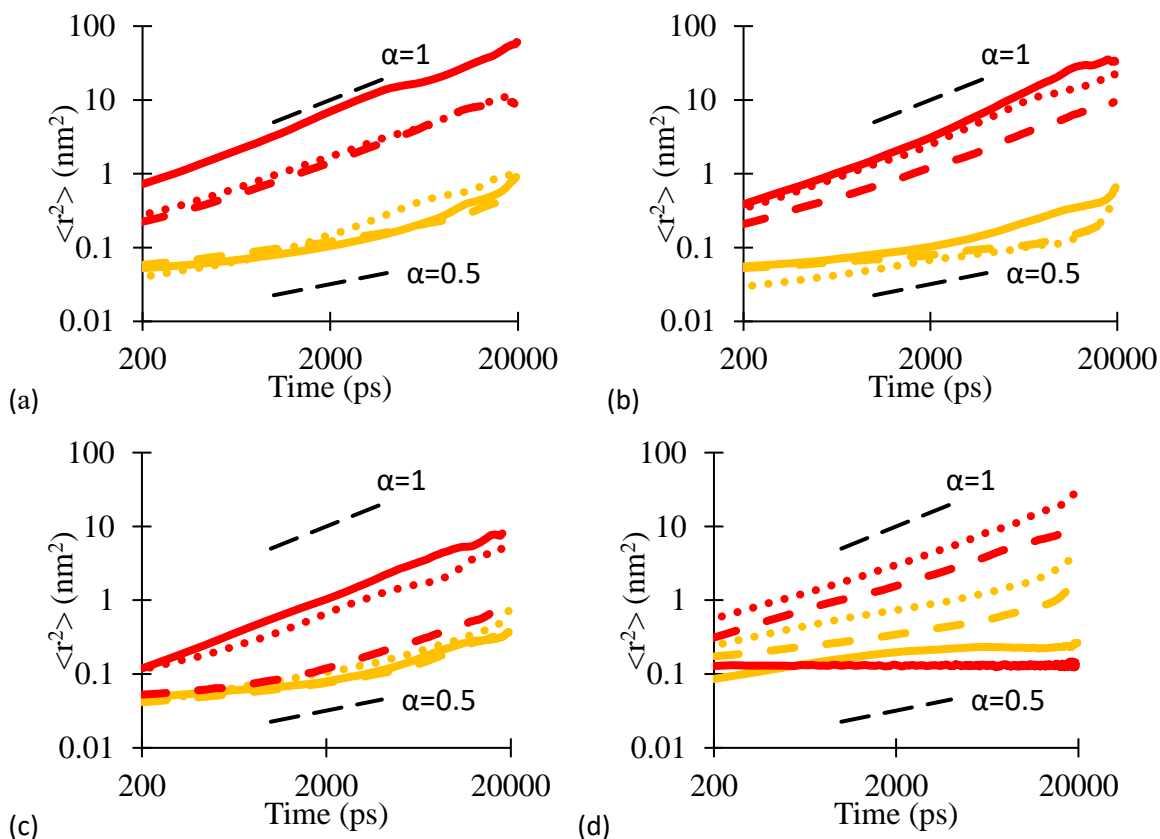 100
10
1
0.1
0.01
<r²> (nm²)
α=1
α=0.5
200 2000 20000
Time (ps)
(a)
100
10
1
0.1
0.01
<r²> (nm²)
α=1
α=0.5
200 2000 20000
Time (ps)
(b)
100
10
1
0.1
0.01
<r²> (nm²)
α=1
α=0.5
200 2000 20000
Time (ps)
(c)
100
10
1
0.1
0.01
<r²> (nm²)
α=1
α=0.5
200 2000 20000
Time (ps)
(d)